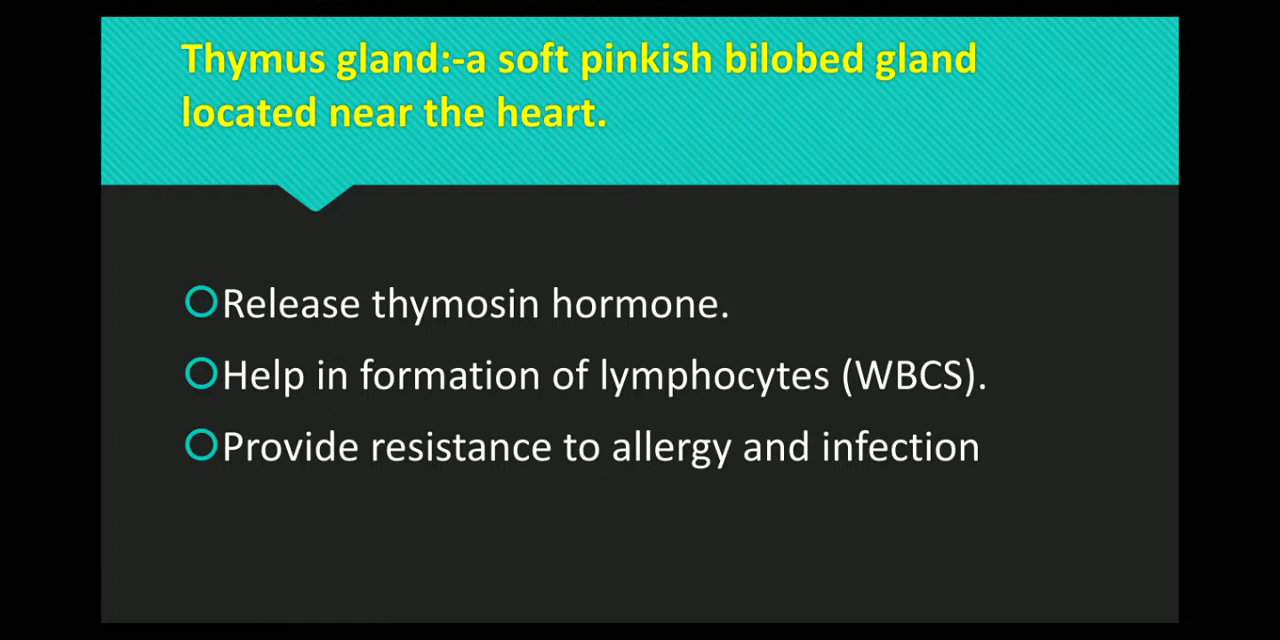 Thymus gland:-a soft pinkish bilobed gland
located near the heart.
Release thymosin hormone.
Help in formation of lymphocytes (WBCS).
Provide resistance to allergy and infection